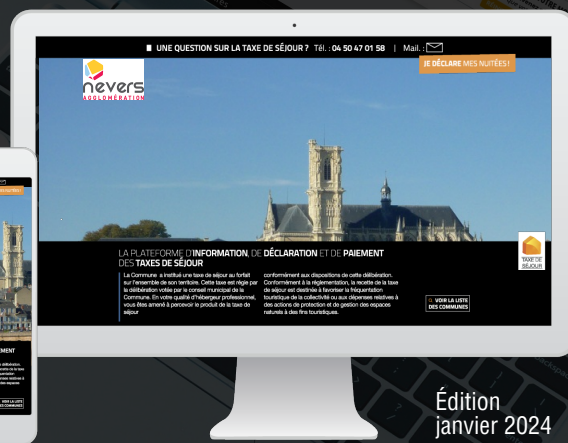 UNE QUESTION SUR LA TAXE DE SÉJOUR ? Tél. : 04 50 47 01 58 | Mail. :
JE DÉCLARE MES NUITÉES !
nevers
AGGLOMÉRATION
LA PLATEFORME D'INFORMATION, DE DÉCLARATION ET DE PAIEMENT
DES TAXES DE SÉJOUR
La Commune a institué une taxe de séjour au forfait
sur l'ensemble de son territoire. Cette taxe est régie par
la délibération votée par le conseil municipal de la
Commune. En votre qualité d'hébergeur professionnel,
vous êtes amené à percevoir le produit de la taxe de
séjour
conformément aux dispositions de cette délibération.
Conformément à la réglementation, la recette de la taxe
de séjour est destinée à favoriser la fréquentation
touristique de la collectivité ou aux dépenses relatives à
des actions de protection et de gestion des espaces
naturels à des fins touristiques.
TAXE DE
SÉJOUR
VOIR LA LISTE
DES COMMUNES
EMENT
VOIR LA LISTE
DES COMMUNES
Édition
janvier 2024